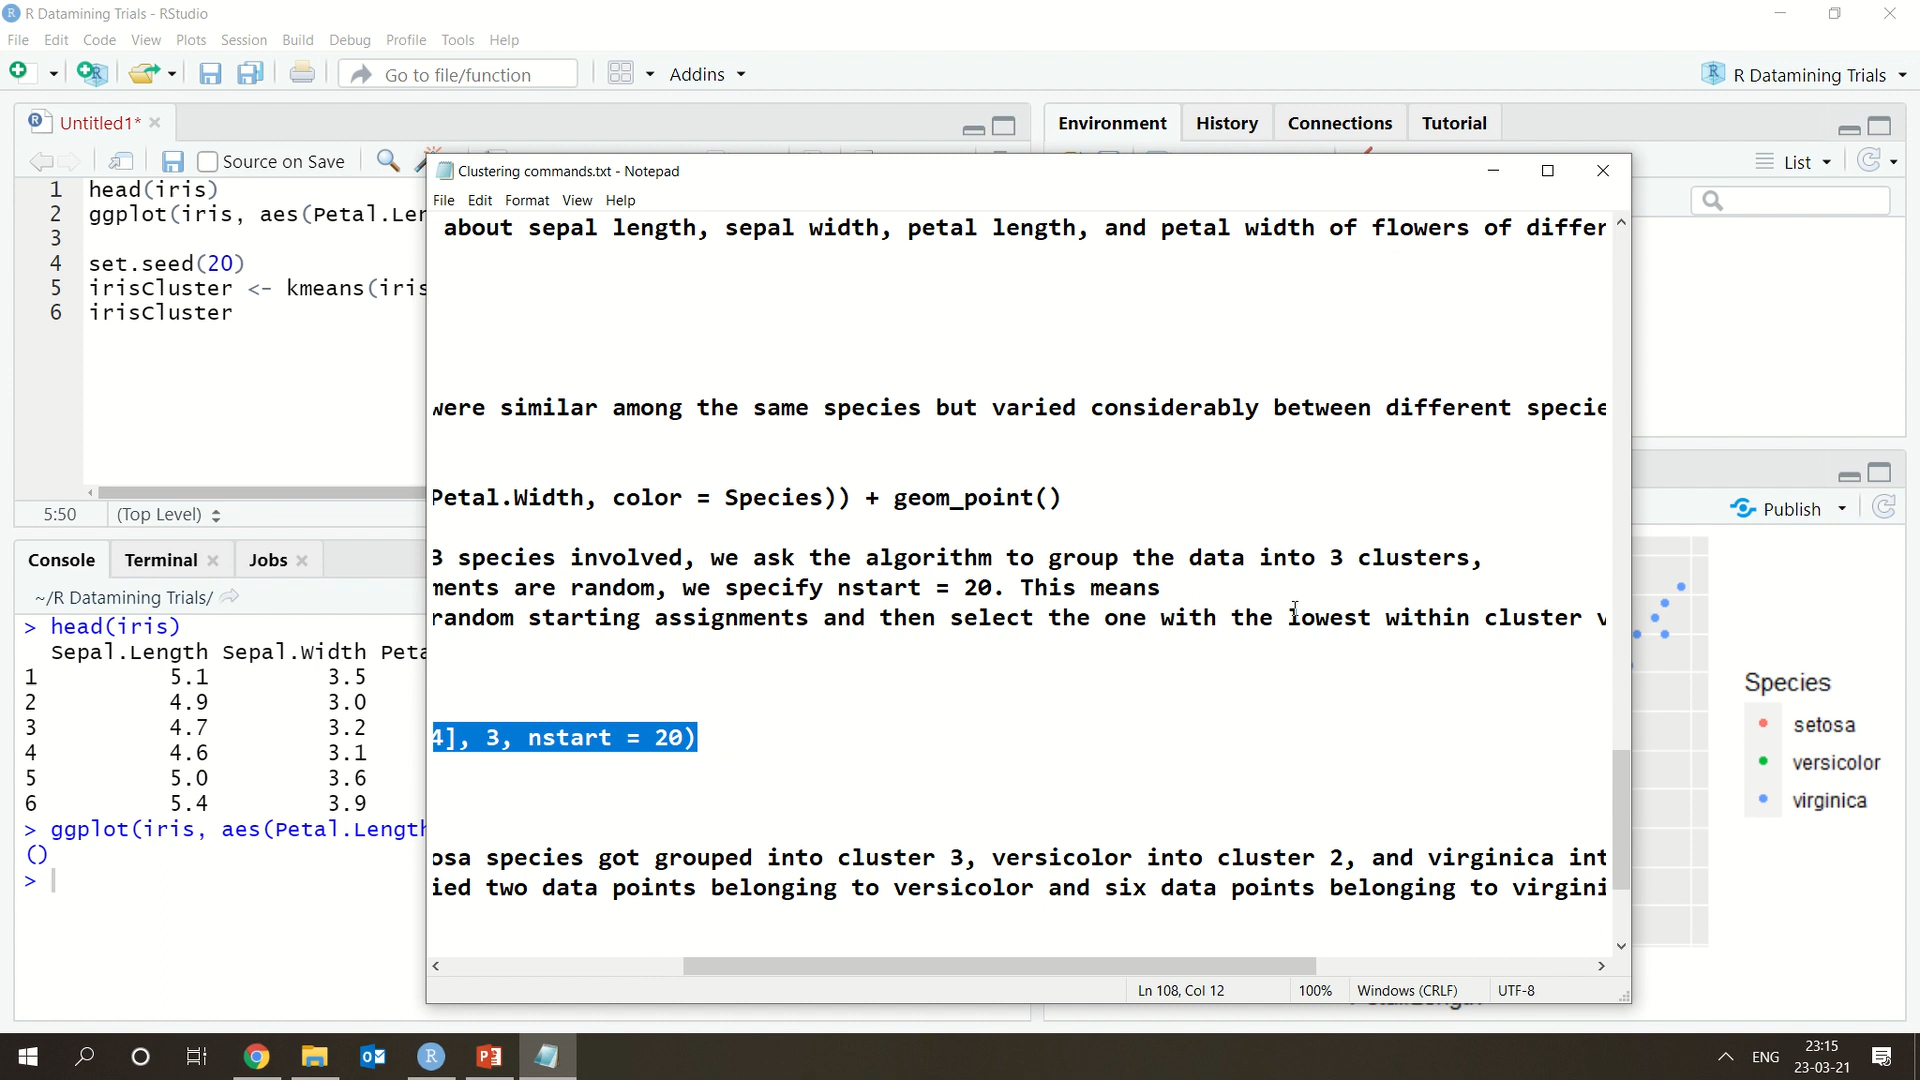 R Datamining Trials - RStudio
File Edit Code View Plots Session Build Debug Profile Tools Help
Go to file/function Addins R Datamining Trials
Untitled1*
Source on Save
1 head(iris)
2 ggplot(iris, aes(Petal.Len
3
4 set.seed(20)
5 irisCluster <- kmeans(iris
6 irisCluster
5:50 (Top Level)
Console Terminal Jobs
~/R Datamining Trials/
> head(iris)
Sepal.Length Sepal.Width Peta
1 5.1 3.5
2 4.9 3.0
3 4.7 3.2
4 4.6 3.1
5 5.0 3.6
6 5.4 3.9
> ggplot(iris, aes(Petal.Length
()
>
Clustering commands.txt - Notepad
File Edit Format View Help
about sepal length, sepal width, petal length, and petal width of flowers of differ
were similar among the same species but varied considerably between different specie
Petal.Width, color = Species)) + geom_point()
3 species involved, we ask the algorithm to group the data into 3 clusters,
ments are random, we specify nstart = 20. This means
random starting assignments and then select the one with the lowest within cluster v
4], 3, nstart = 20)
osa species got grouped into cluster 3, versicolor into cluster 2, and virginica int
ied two data points belonging to versicolor and six data points belonging to virgini
Ln 108, Col 12 100% Windows (CRLF) UTF-8
Environment History Connections Tutorial
List
Publish
Species
setosa
versicolor
virginica
ENG
23:15
23-03-21